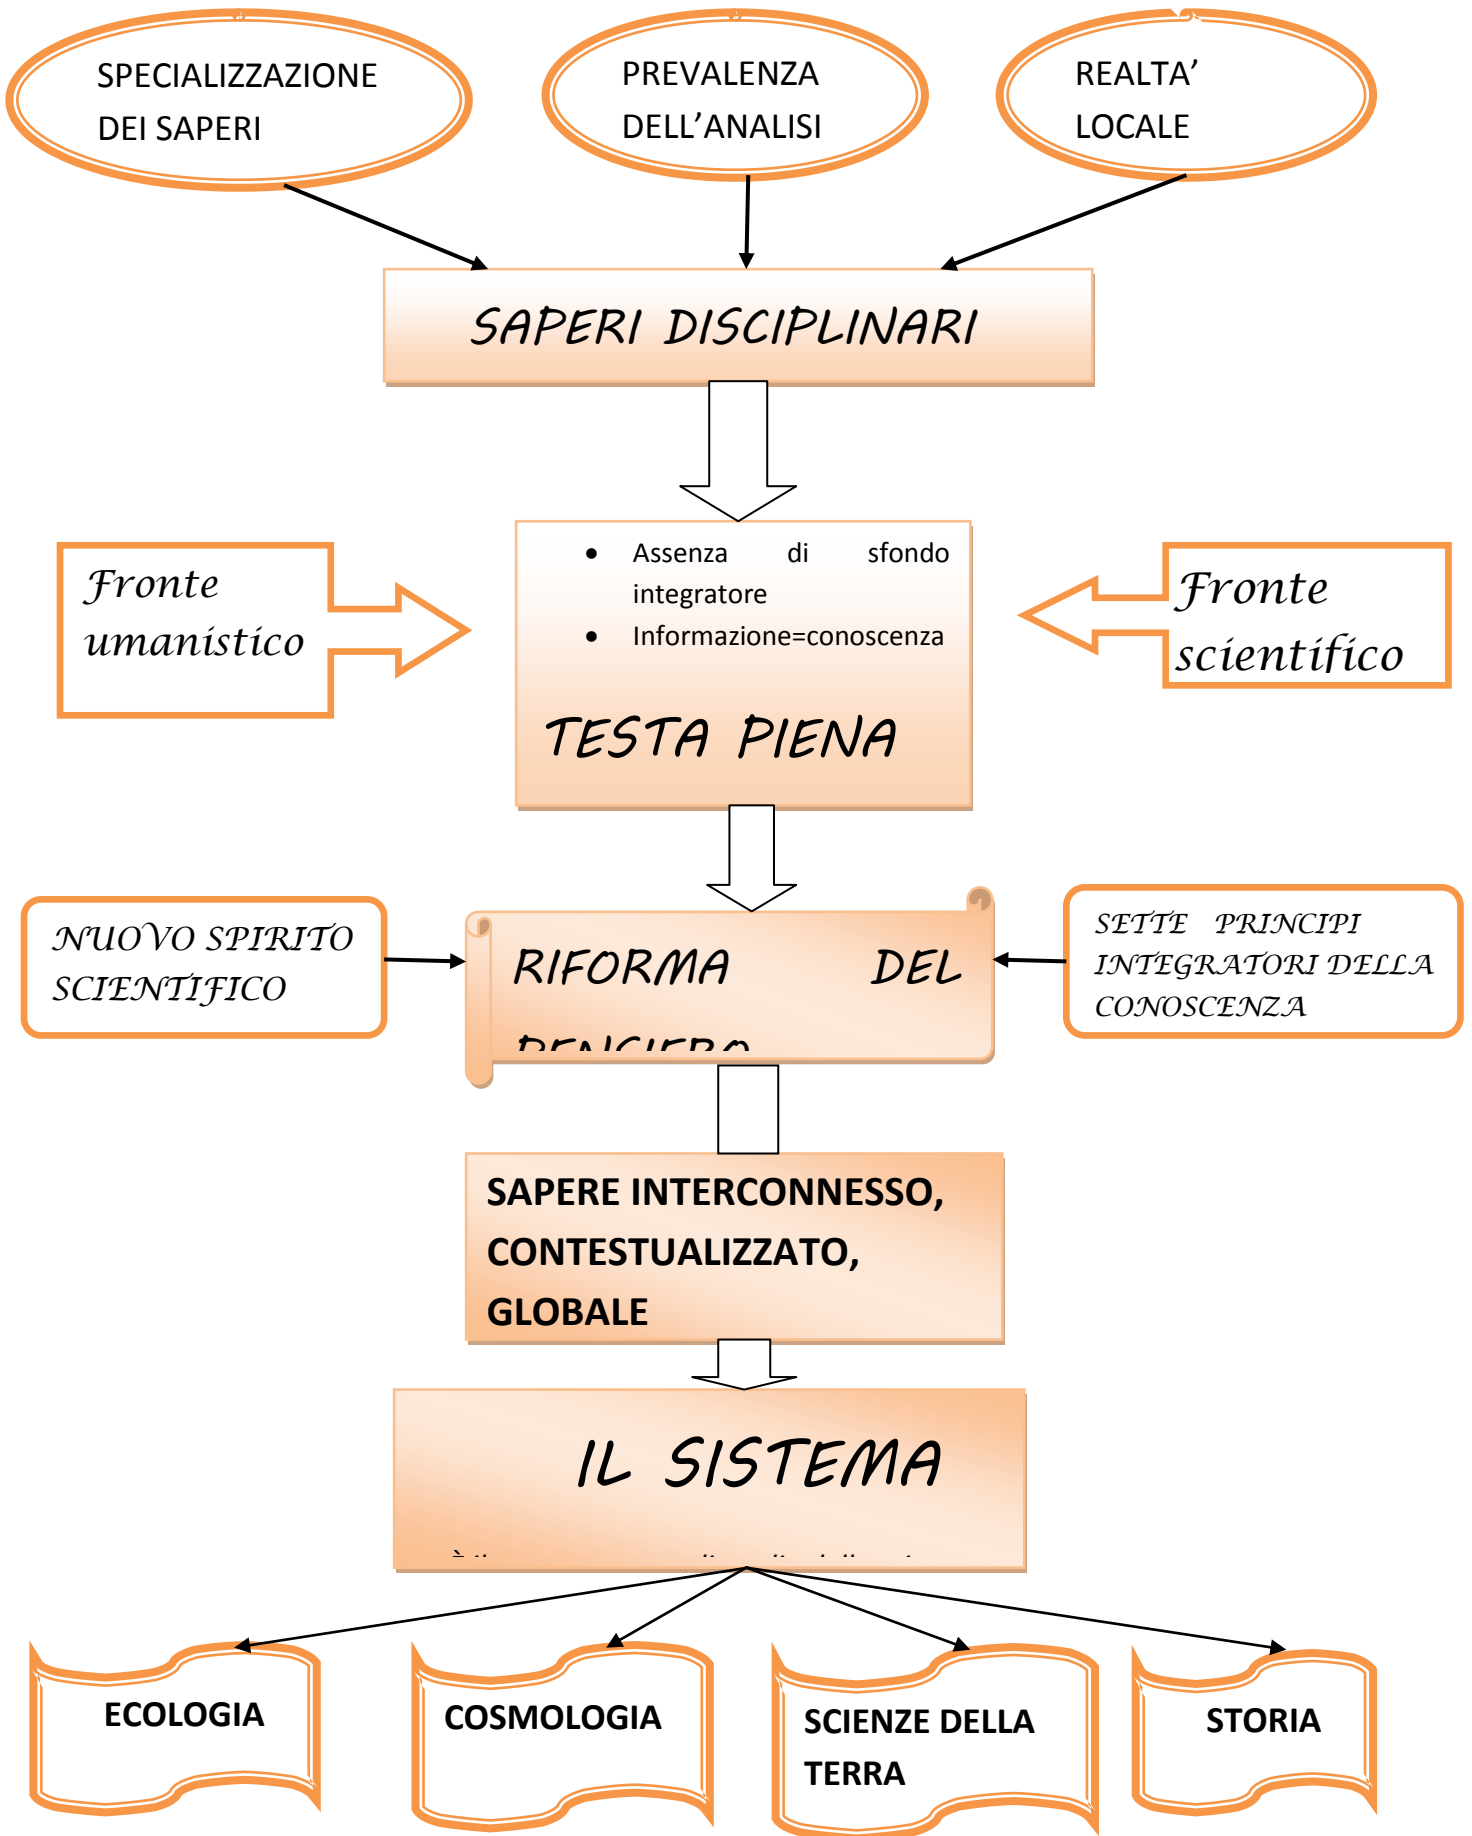 SPECIALIZZAZIONE
DEI SAPERI
PREVALENZA
DELL’ANALISI
REALTA’
LOCALE
SAPERI DISCIPLINARI
Fronte
umanistico
• Assenza di sfondo
integratore
• Informazione=conoscenza
TESTA PIENA
Fronte
scientifico
NUOVO SPIRITO
SCIENTIFICO
RIFORMA DEL
PENSIERO
SETTE PRINCIPI
INTEGRATORI DELLA
CONOSCENZA
SAPERE INTERCONNESSO,
CONTESTUALIZZATO,
GLOBALE
IL SISTEMA
ECOLOGIA
COSMOLOGIA
SCIENZE DELLA
TERRA
STORIA